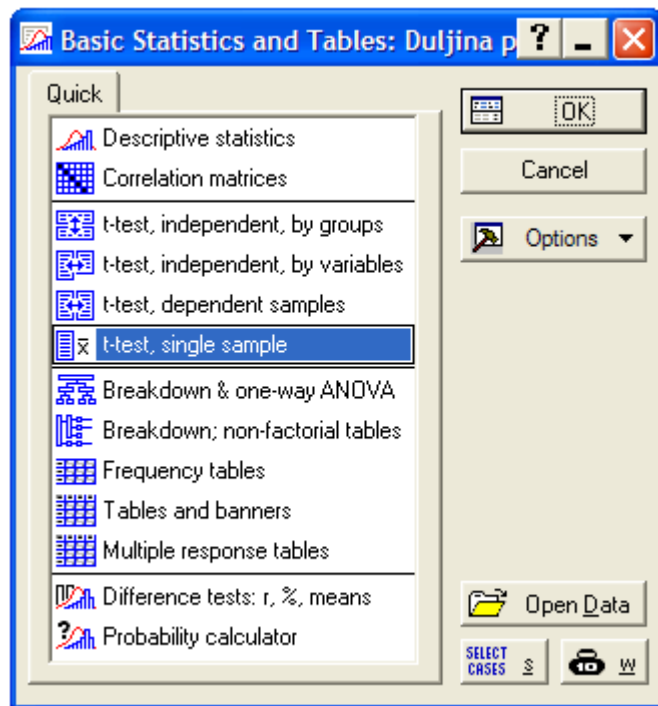 Basic Statistics and Tables: Duljina p ?
Quick
OK
Cancel
Options
Descriptive statistics
Correlation matrices
t-test, independent, by groups
t-test, independent, by variables
t-test, dependent samples
x t-test, single sample
Breakdown & one-way ANOVA
Breakdown; non-factorial tables
Frequency tables
Tables and banners
Multiple response tables
Difference tests: r, %, means
? Probability calculator
Open Data
SELECT
CASES S
10 W